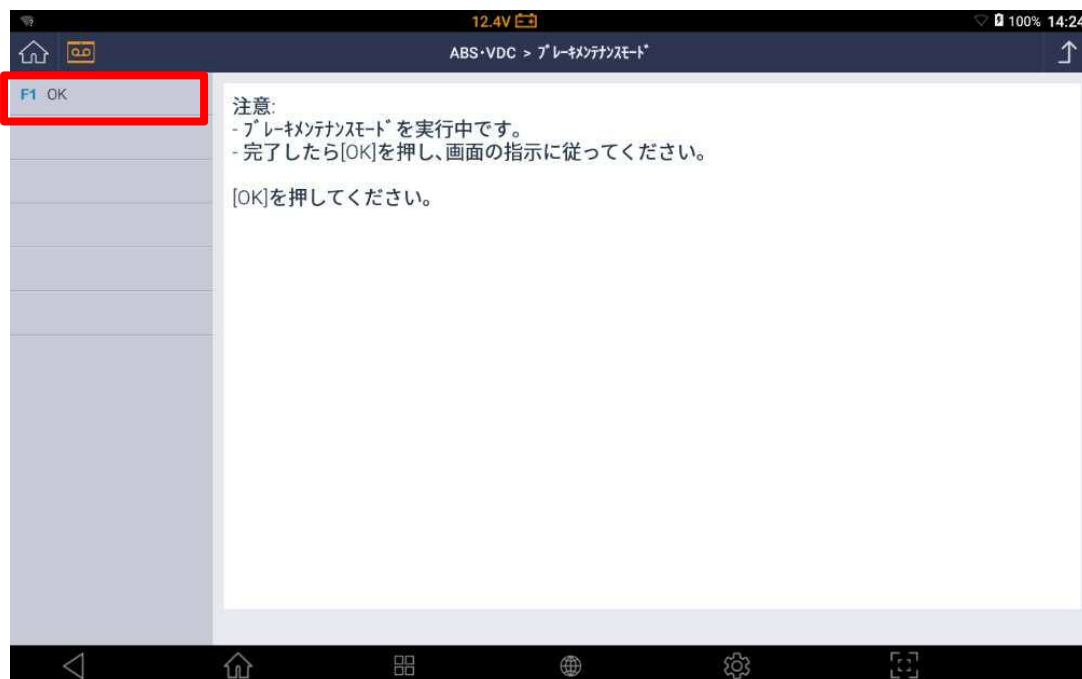 12.4V
100% 14:24
ABS･VDC > ﾌﾞﾚｰｷﾒﾝﾃﾅﾝｽﾓｰﾄﾞ
F1 OK
注意:
- ﾌﾞﾚｰｷﾒﾝﾃﾅﾝｽﾓｰﾄﾞを実行中です。
- 完了したら[OK]を押し､画面の指示に従ってください。
[OK]を押してください。